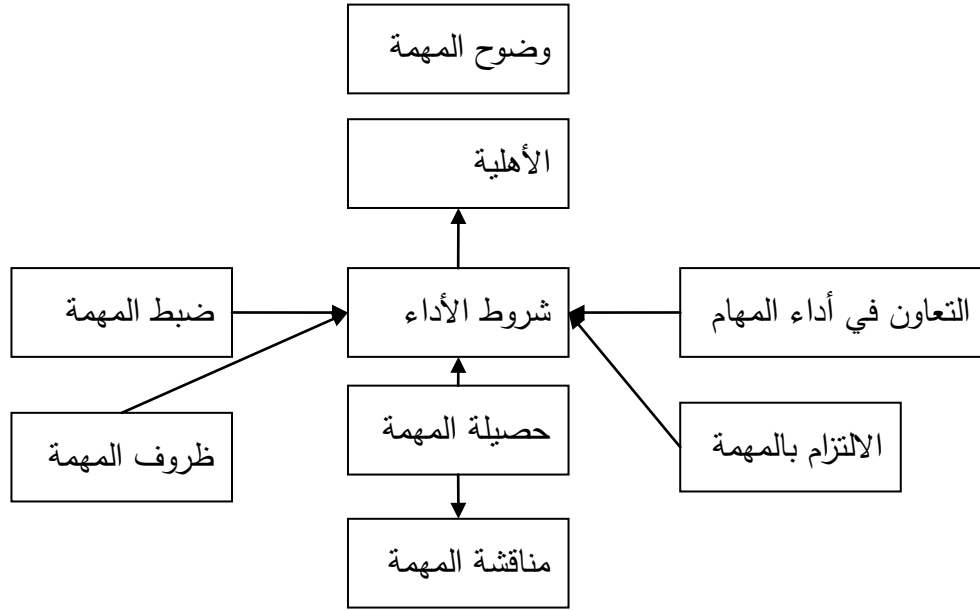 وضوح المهمة
الأهلية
التعاون في أداء المهام
شروط الأداء
ضبط المهمة
الالتزام بالمهمة
حصيلة المهمة
ظروف المهمة
مناقشة المهمة